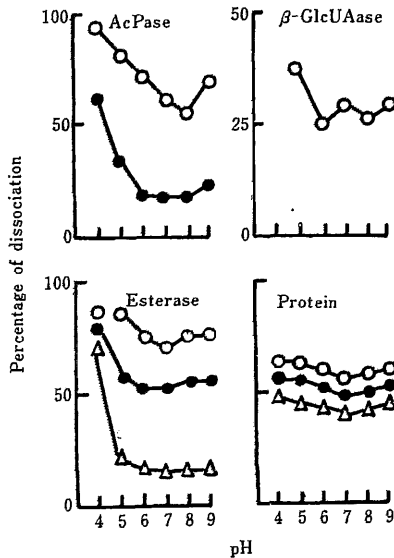 AcPase
β-GlcUAase
100
50
0
50
25
0
Percentage of dissociation
Esterase
Protein
100
50
0
4 5 6 7 8 9
4 5 6 7 8 9
pH